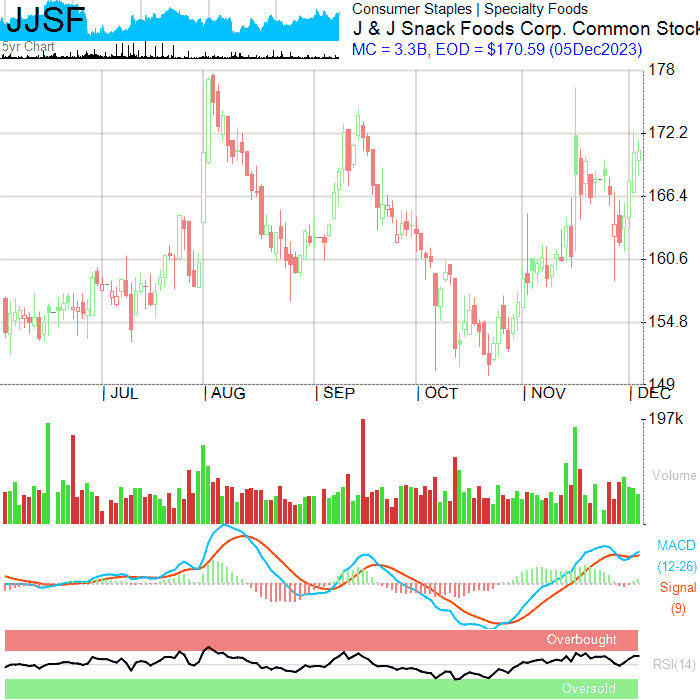 JJSF
5yr Chart
Consumer Staples | Specialty Foods
J & J Snack Foods Corp. Common Stock
MC = 3.3B, EOD = $170.59 (05Dec2023)
178
172.2
166.4
160.6
154.8
149
| JUL | AUG | SEP | OCT | NOV | DEC
197k
Volume
MACD
(12-26)
Signal
(9)
Overbought
RSI(14)
Oversold